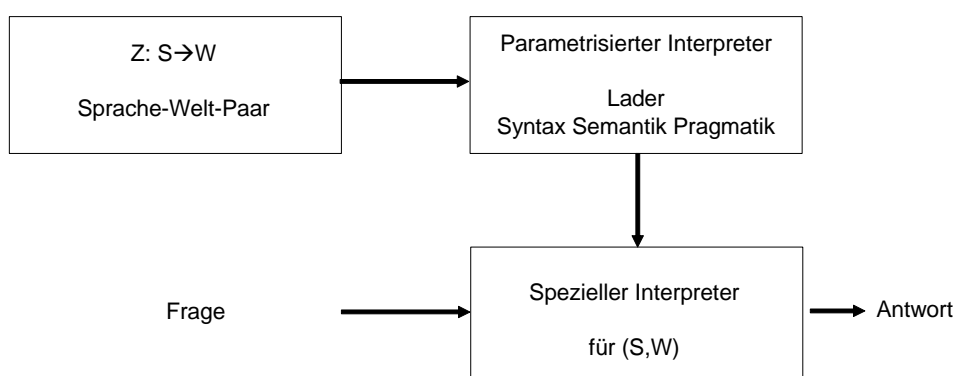 Z: S→W
Sprache-Welt-Paar
Parametrisierter Interpreter
Lader
Syntax Semantik Pragmatik
Frage
Spezieller Interpreter
für (S,W)
Antwort